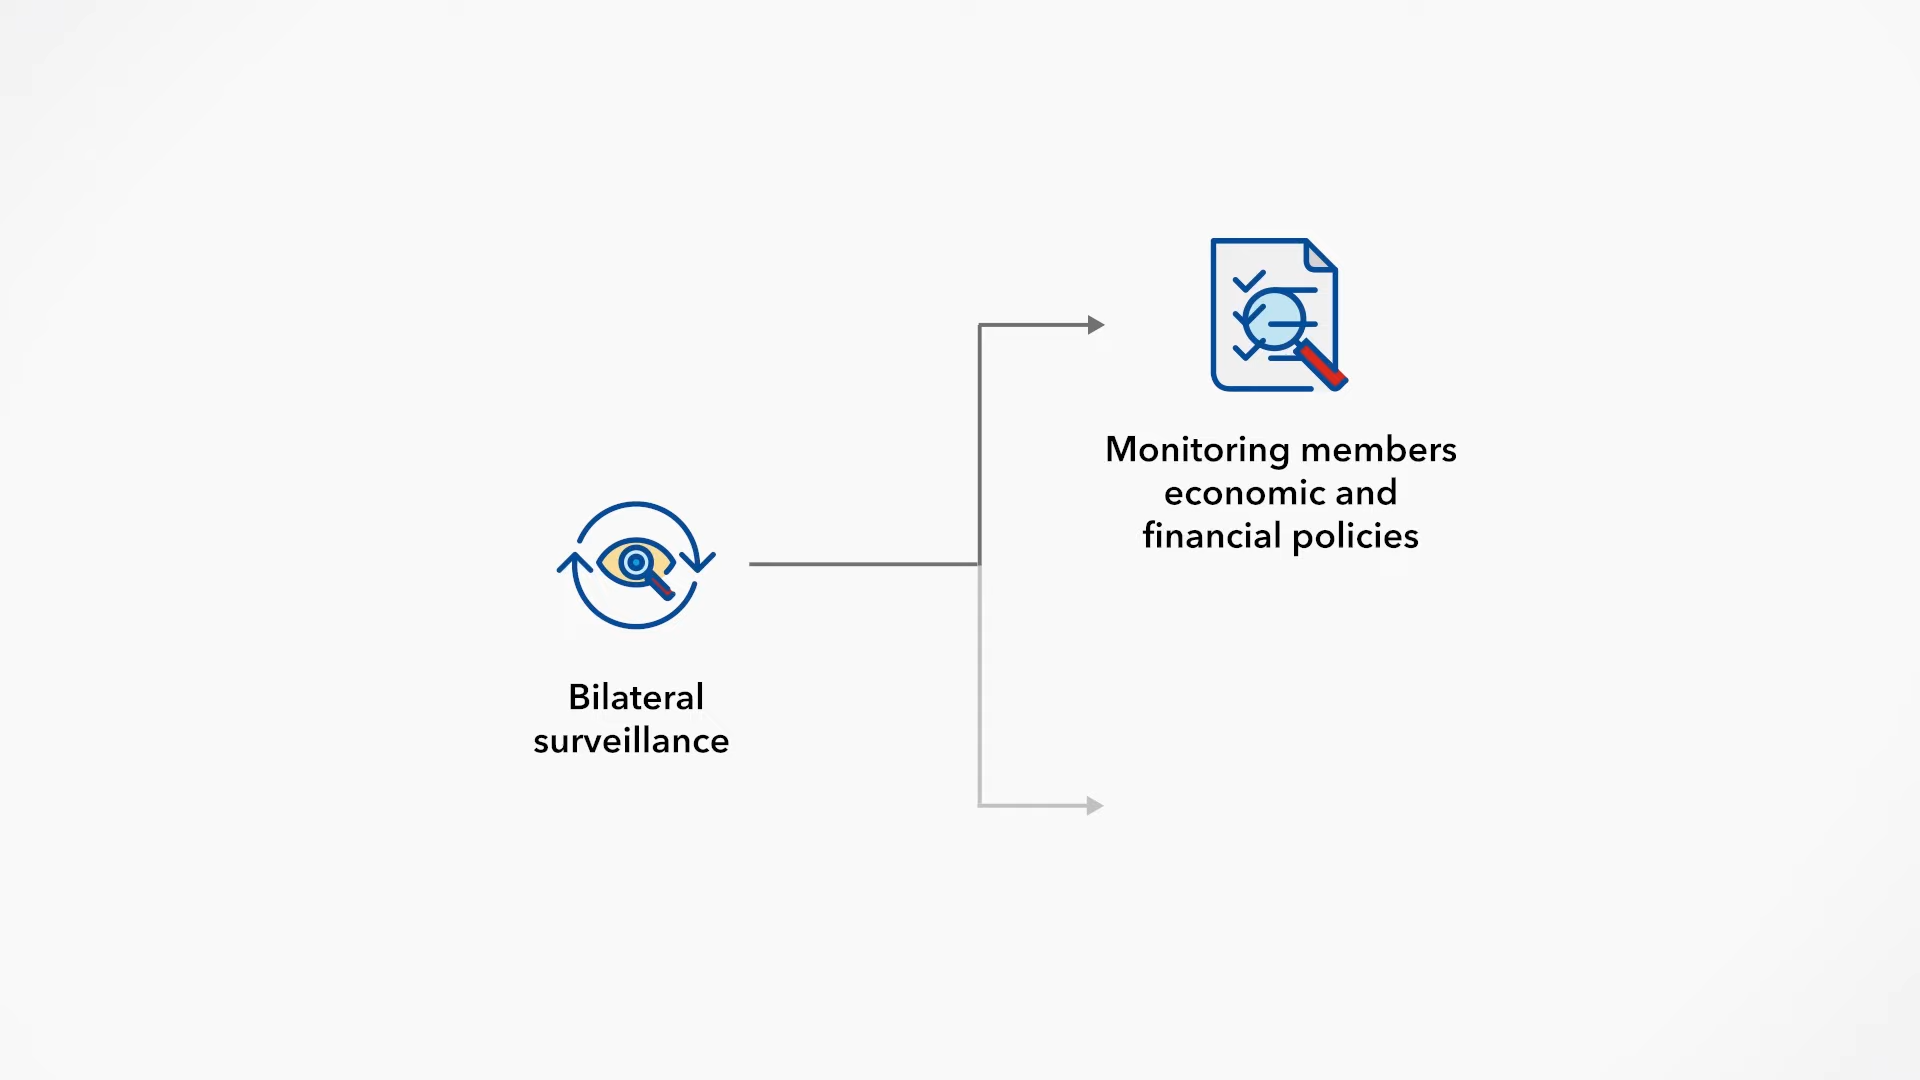 Monitoring members
economic and
financial policies
Bilateral
surveillance